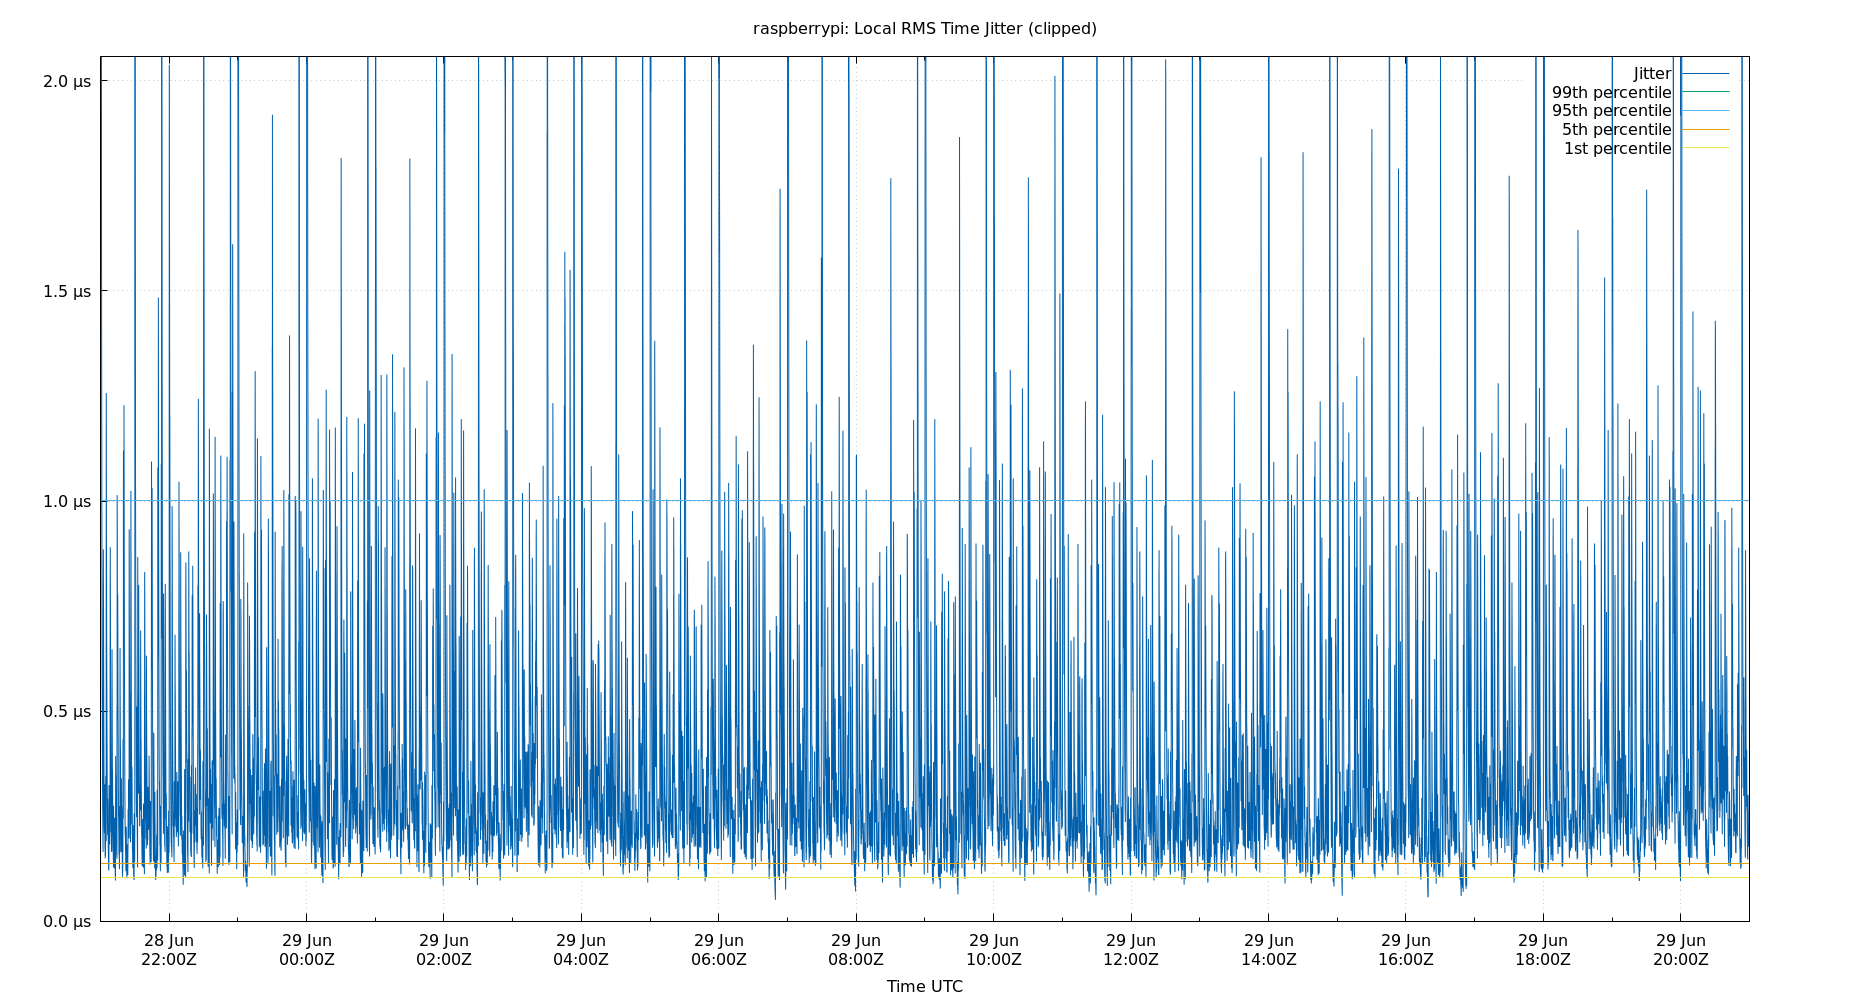 raspberrypi: Local RMS Time Jitter (clipped)
2.0 µs
1.5 µs
1.0 µs
0.5 µs
0.0 µs
Jitter
99th percentile
95th percentile
5th percentile
1st percentile
28 Jun 29 Jun 29 Jun 29 Jun 29 Jun 29 Jun 29 Jun 29 Jun 29 Jun 29 Jun 29 Jun 29 Jun
22:00Z 00:00Z 02:00Z 04:00Z 06:00Z 08:00Z 10:00Z 12:00Z 14:00Z 16:00Z 18:00Z 20:00Z
Time UTC